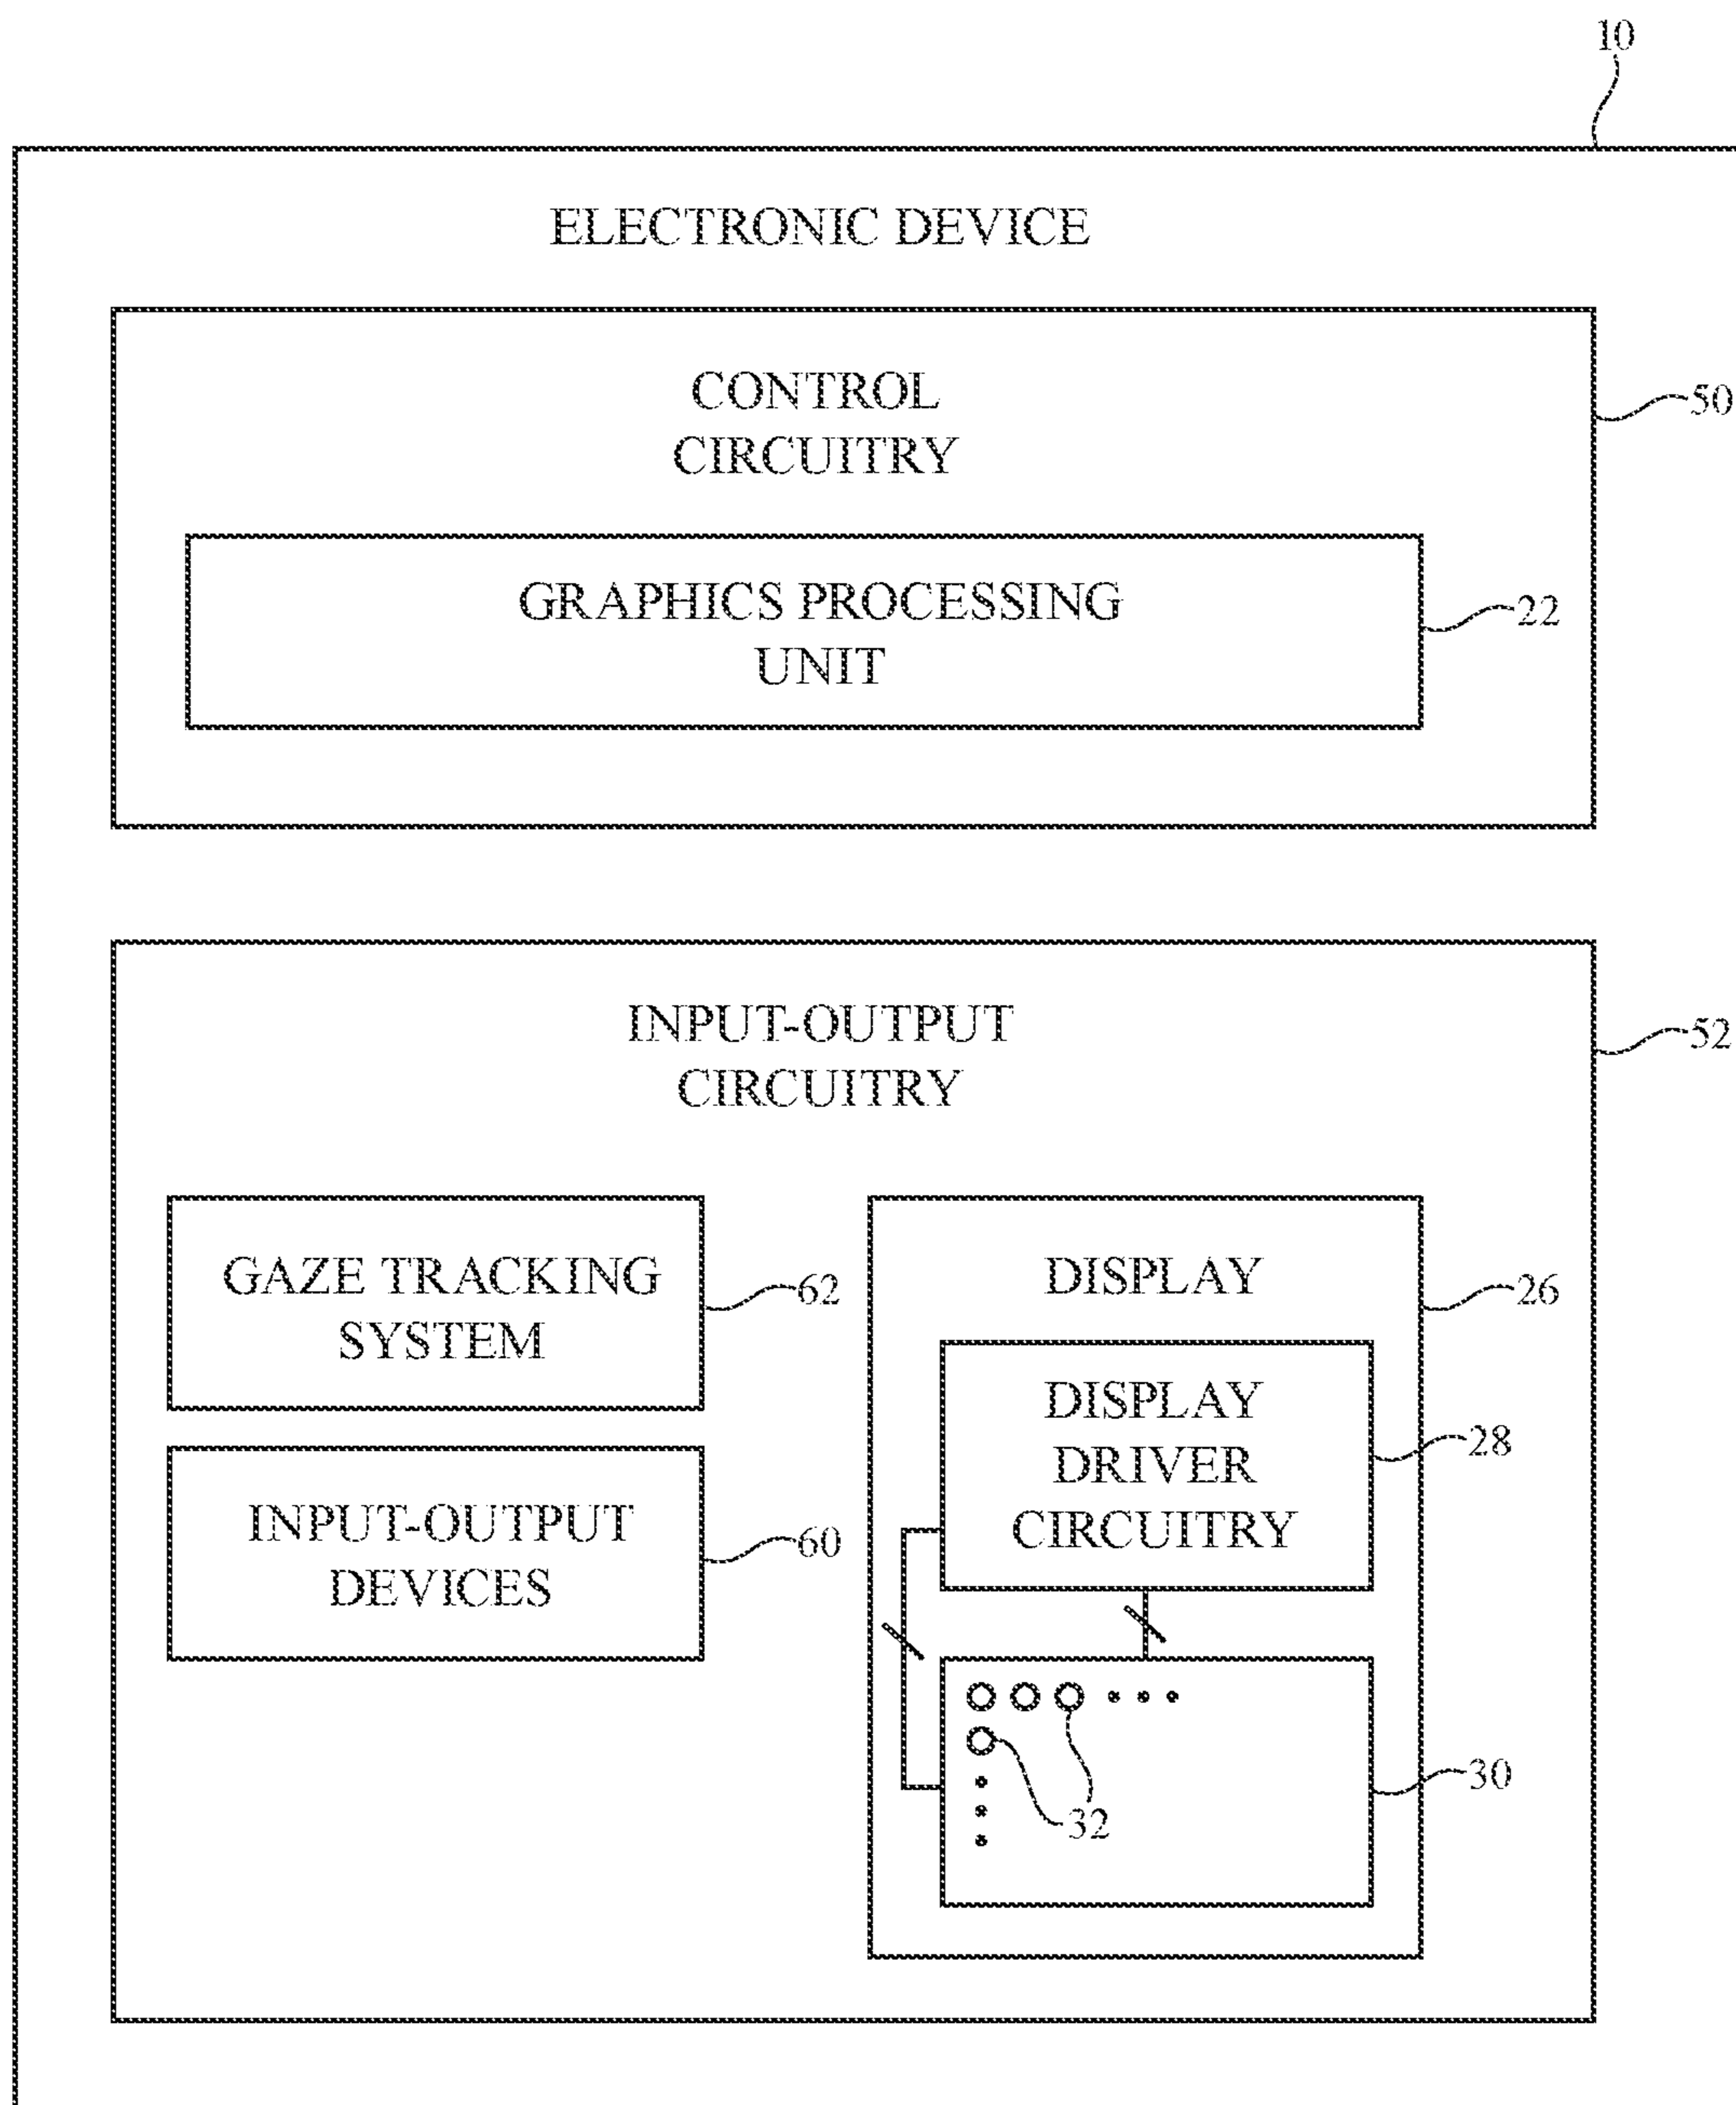 10
ELECTRONIC DEVICE
CONTROL
CIRCUITRY
50
GRAPHICS PROCESSING
UNIT
22
INPUT-OUTPUT
CIRCUITRY
52
GAZE TRACKING
SYSTEM
62
INPUT-OUTPUT
DEVICES
60
DISPLAY
26
DISPLAY
DRIVER
CIRCUITRY
28
30
32